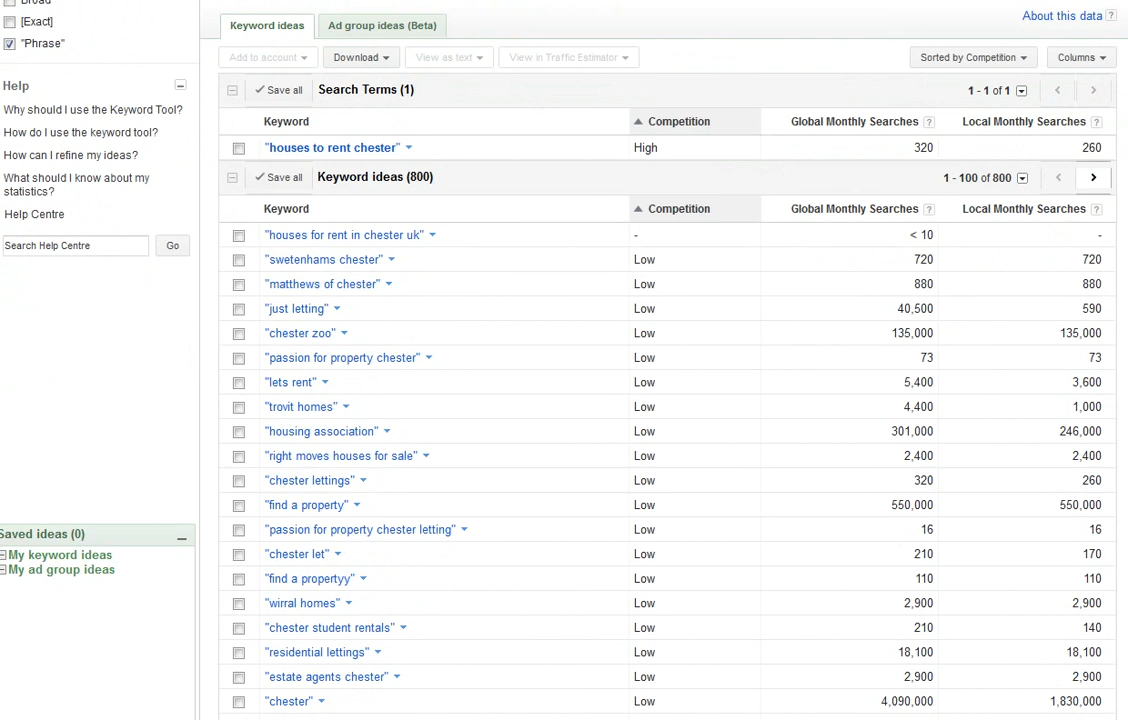 Broad
[Exact]
"Phrase"
Help
Why should I use the Keyword Tool?
How do I use the keyword tool?
How can I refine my ideas?
What should I know about my
statistics?
Help Centre
Search Help Centre Go
Saved ideas (0)
My keyword ideas
My ad group ideas
Keyword ideas Ad group ideas (Beta) About this data ?
Add to account Download View as text View in Traffic Estimator Sorted by Competition Columns
Save all Search Terms (1) 1 - 1 of 1
Keyword Competition Global Monthly Searches ? Local Monthly Searches ?
"houses to rent chester" High 320 260
Save all Keyword ideas (800) 1 - 100 of 800
Keyword Competition Global Monthly Searches ? Local Monthly Searches ?
"houses for rent in chester uk" - < 10 -
"swetenhams chester" Low 720 720
"matthews of chester" Low 880 880
"just letting" Low 40,500 590
"chester zoo" Low 135,000 135,000
"passion for property chester" Low 73 73
"lets rent" Low 5,400 3,600
"trovit homes" Low 4,400 1,000
"housing association" Low 301,000 246,000
"right moves houses for sale" Low 2,400 2,400
"chester lettings" Low 320 260
"find a property" Low 550,000 550,000
"passion for property chester letting" Low 16 16
"chester let" Low 210 170
"find a propertyy" Low 110 110
"wirral homes" Low 2,900 2,900
"chester student rentals" Low 210 140
"residential lettings" Low 18,100 18,100
"estate agents chester" Low 2,900 2,900
"chester" Low 4,090,000 1,830,000